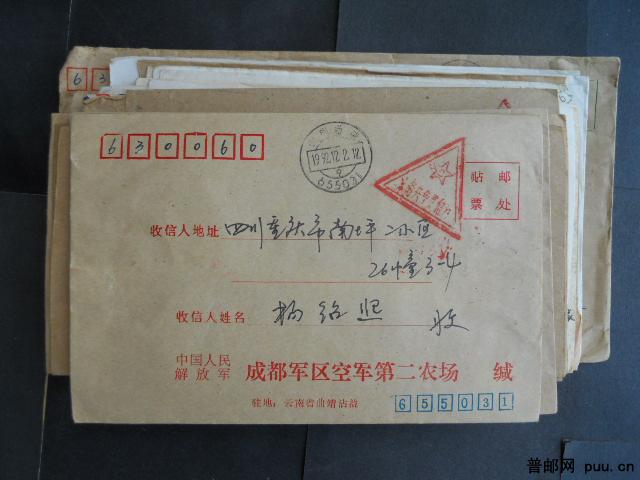 630060
1992.12.2.12
655031
贴 邮
票 处
收信人地址 四川重庆市南坪二小区
26幢3-4
收信人姓名 杨绍熙 收
中国人民
解放军 成都军区空军第二农场 缄
驻地:云南省曲靖沾益
655031
普邮网 puu.cn